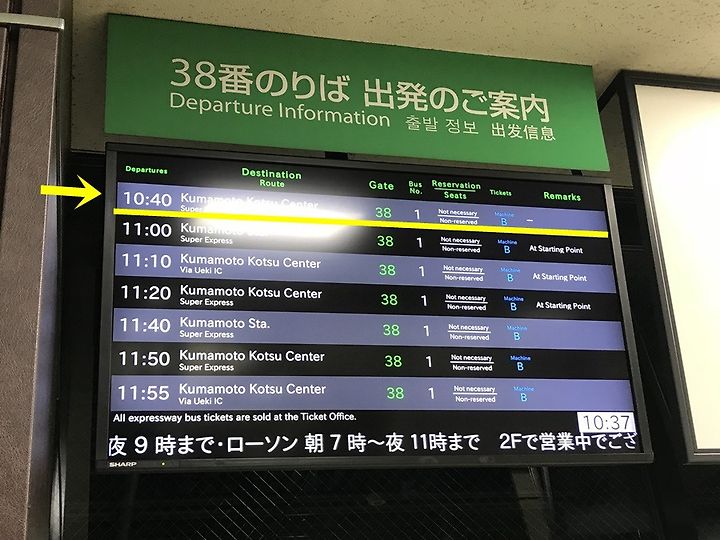 38番のりば 出発のご案内
Departure Information 출발 정보 出发信息
Departures Destination Route Gate Bus No. Reservation Seats Tickets Remarks
10:40 Kumamoto Kotsu Center 38 1 Not necessary Machine B –
Super Non-reserved
11:00 Kumamoto 38 1 Not necessary Machine B At Starting Point
Super Express Non-reserved
11:10 Kumamoto Kotsu Center 38 1 Not necessary Machine B At Starting Point
Via Ueki IC Non-reserved
11:20 Kumamoto Kotsu Center 38 1 Not necessary Machine B At Starting Point
Super Express Non-reserved
11:40 Kumamoto Sta. 38 1 Not necessary Machine B
Super Express Non-reserved
11:50 Kumamoto Kotsu Center 38 1 Not necessary Machine B
Super Express Non-reserved
11:55 Kumamoto Kotsu Center 38 1 Not necessary Machine B
Via Ueki IC Non-reserved
All expressway bus tickets are sold at the Ticket Office. 10:37
夜 9 時まで・ローソン 朝 7 時～夜 11時まで 2Fで営業中でござ
SHARP